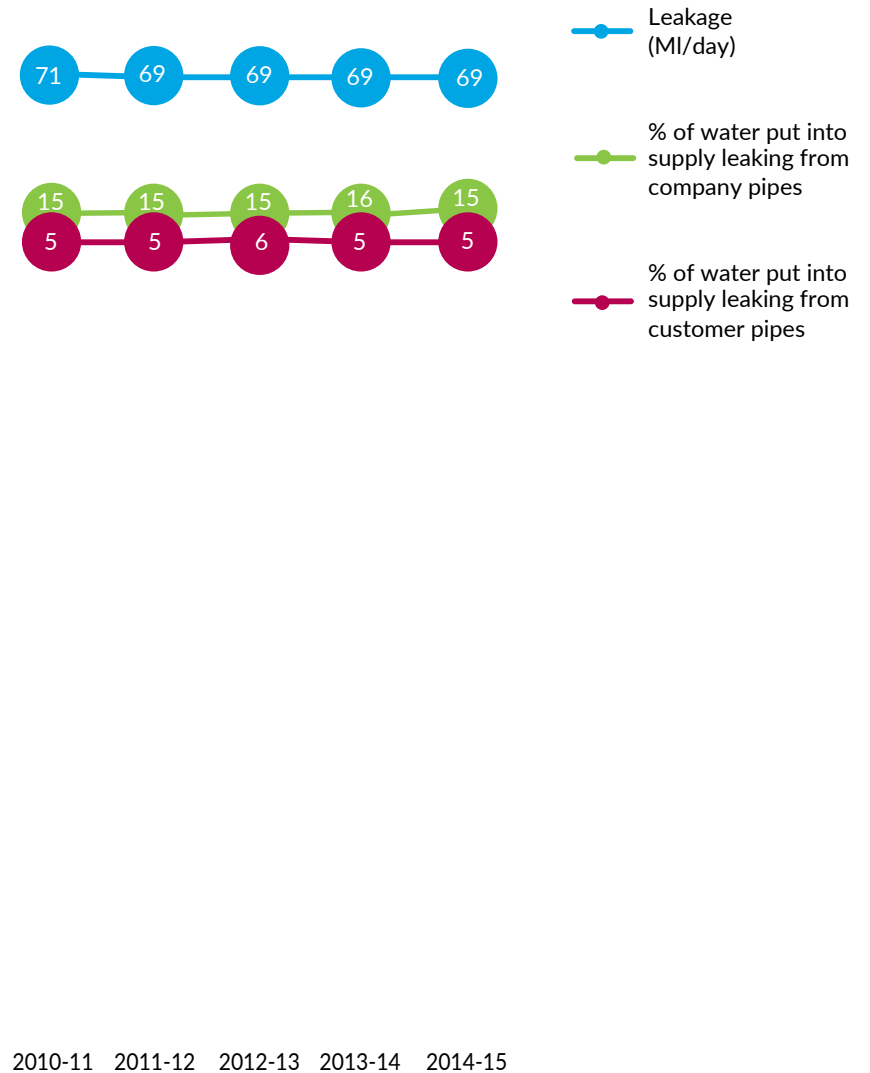 Leakage
(Ml/day)
71 69 69 69 69
% of water put into
supply leaking from
company pipes
15 15 15 16 15
5 5 6 5 5
% of water put into
supply leaking from
customer pipes
2010-11 2011-12 2012-13 2013-14 2014-15